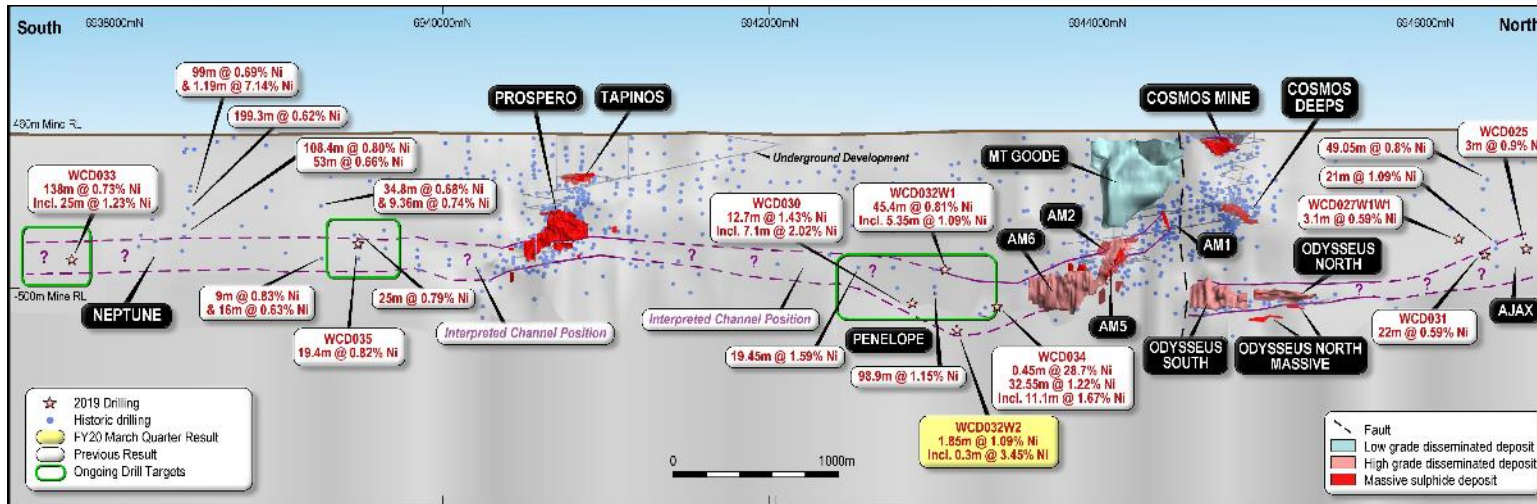 South
6938000mN
6940000mN
6942000mN
6944000mN
6946000mN
North
99m @ 0.69% Ni
& 1.19m @ 7.14% Ni
199.3m @ 0.62% Ni
108.4m @ 0.80% Ni
53m @ 0.66% Ni
34.8m @ 0.68% Ni
& 9.36m @ 0.74% Ni
PROSPERO
TAPINOS
Underground Development
COSMOS MINE
COSMOS
DEEPS
MT GOODE
WCD025
3m @ 0.9% Ni
49.05m @ 0.8% Ni
21m @ 1.09% Ni
WCD027W1W1
3.1m @ 0.59% Ni
460m Mine RL
WCD033
138m @ 0.73% Ni
Incl. 25m @ 1.23% Ni
WCD030
12.7m @ 1.43% Ni
Incl. 7.1m @ 2.02% Ni
WCD032W1
45.4m @ 0.81% Ni
Incl. 5.35m @ 1.09% Ni
AM2
AM6
AM1
AM5
ODYSSEUS
NORTH
?
?
?
?
?
?
?
?
?
-500m Mine RL
NEPTUNE
9m @ 0.83% Ni
& 16m @ 0.63% Ni
25m @ 0.79% Ni
WCD035
19.4m @ 0.82% Ni
Interpreted Channel Position
Interpreted Channel Position
19.45m @ 1.59% Ni
PENELOPE
98.9m @ 1.15% Ni
WCD034
0.45m @ 28.7% Ni
32.55m @ 1.22% Ni
Incl. 11.1m @ 1.67% Ni
WCD032W2
1.85m @ 1.09% Ni
Incl. 0.3m @ 3.45% Ni
ODYSSEUS
SOUTH
ODYSSEUS NORTH
MASSIVE
WCD031
22m @ 0.59% Ni
AJAX
2019 Drilling
Historic drilling
FY20 March Quarter Result
Previous Result
Ongoing Drill Targets
0
1000m
Fault
Low grade disseminated deposit
High grade disseminated deposit
Massive sulphide deposit